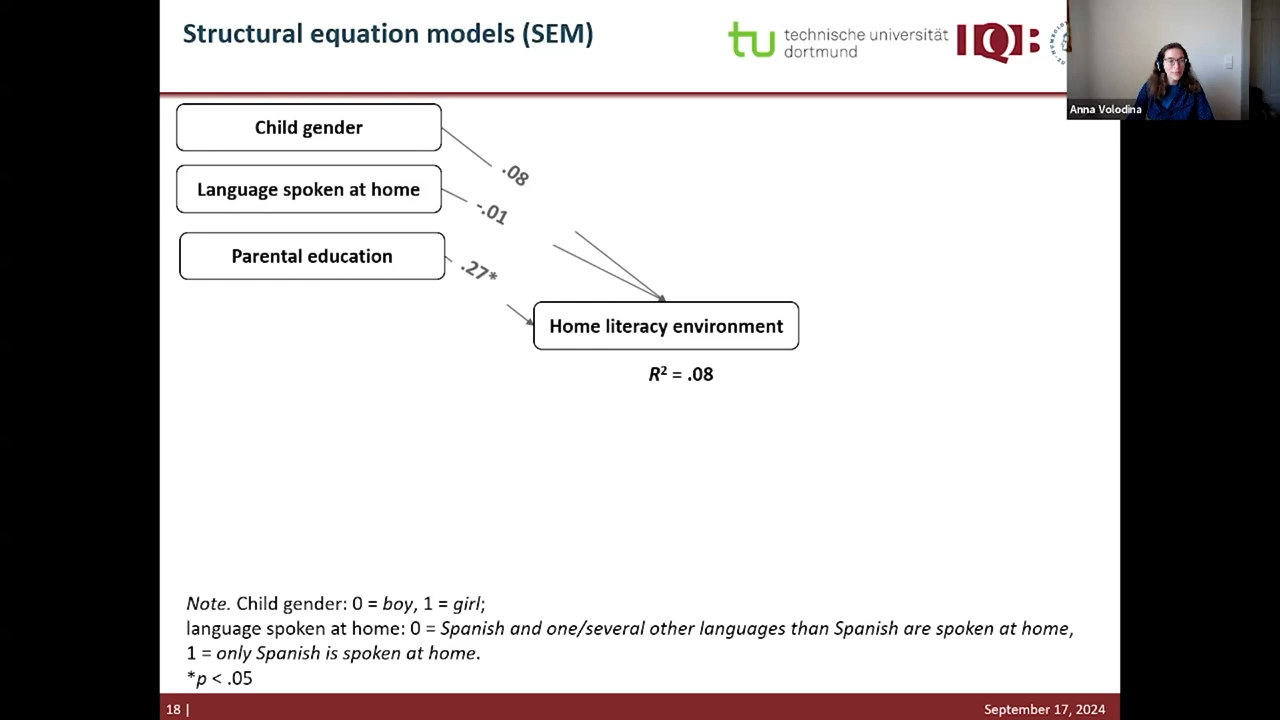 Structural equation models (SEM)
tu technische universität
dortmund
IQB
Anna Volodina
Child gender
.08
Language spoken at home
-.01
Parental education
.27*
Home literacy environment
R² = .08
Note. Child gender: 0 = boy, 1 = girl;
language spoken at home: 0 = Spanish and one/several other languages than Spanish are spoken at home,
1 = only Spanish is spoken at home.
*p < .05
18 |
September 17, 2024